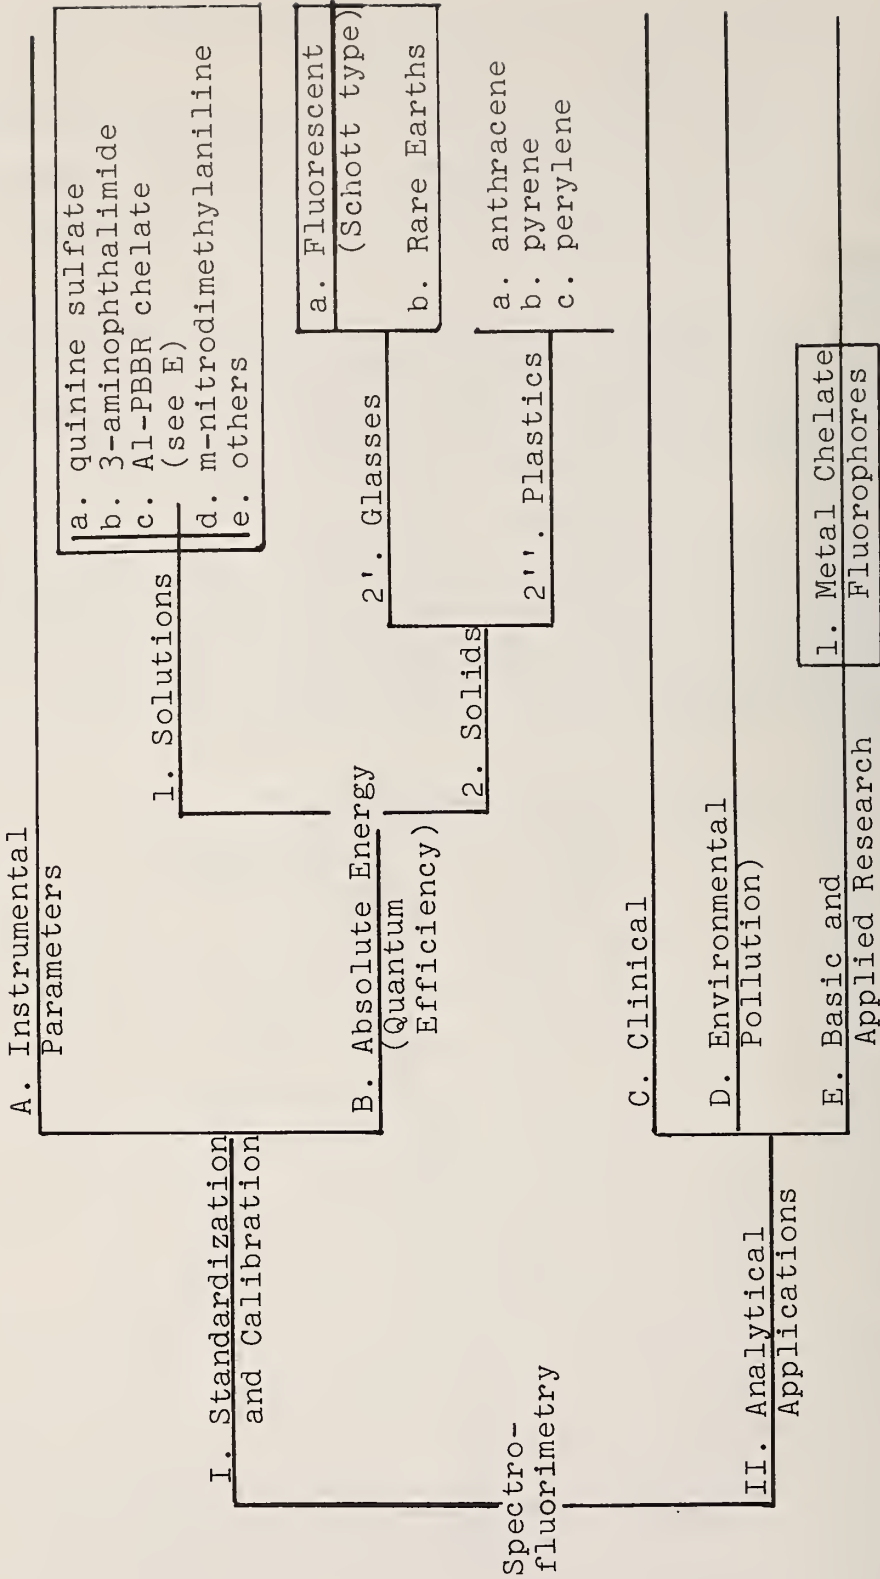 Spectro-
fluorimetry
I. Standardization
and Calibration
A. Instrumental
Parameters
B. Absolute Energy
(Quantum
Efficiency)
1. Solutions
a. quinine sulfate
b. 3-aminophthalimide
c. Al-PBBR chelate
(see E)
d. m-nitrodimethylaniline
e. others
2. Solids
2'. Glasses
a. Fluorescent
(Schott type)
b. Rare Earths
2''. Plastics
a. anthracene
b. pyrene
c. perylene
II. Analytical
Applications
C. Clinical
D. Environmental
Pollution)
E. Basic and
Applied Research
1. Metal Chelate
Fluorophores